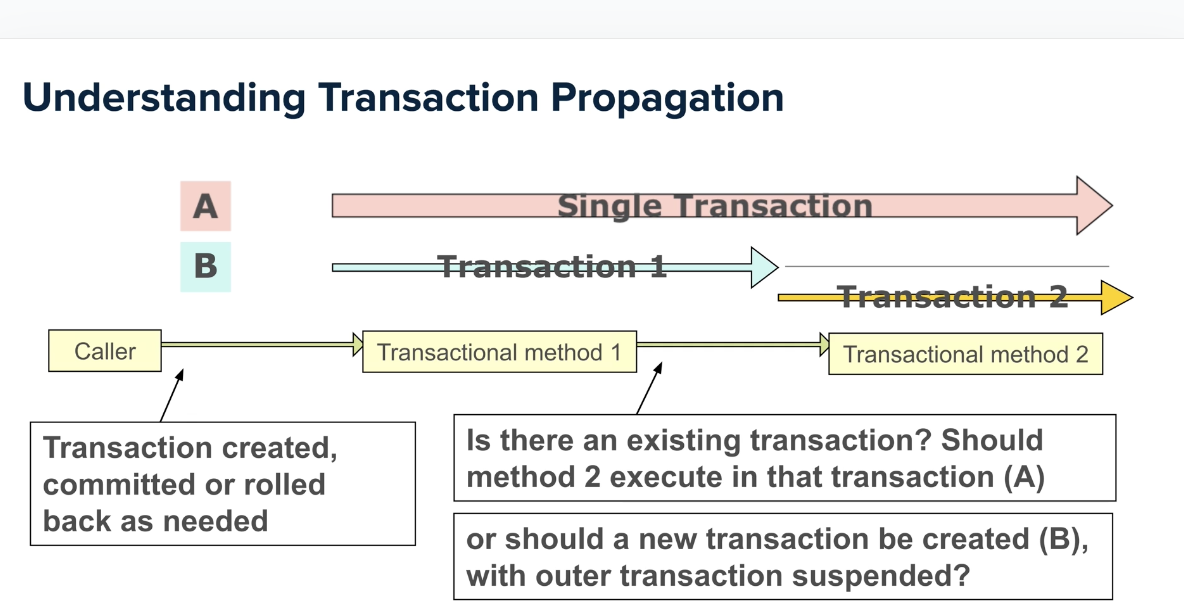 Understanding Transaction Propagation
A
Single Transaction
B
Transaction 1
Transaction 2
Caller
Transactional method 1
Transactional method 2
Transaction created,
committed or rolled
back as needed
Is there an existing transaction? Should
method 2 execute in that transaction (A)
or should a new transaction be created (B),
with outer transaction suspended?